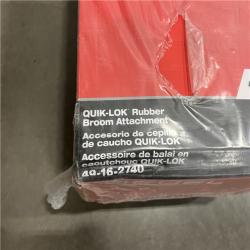 QUIK-LOK Rubber
Broom Attachment
Accesorio de cepillo
de caucho QUIK-LOK
Accessoire de balai en
caoutchouc QUIK-LOK
49-16-2740